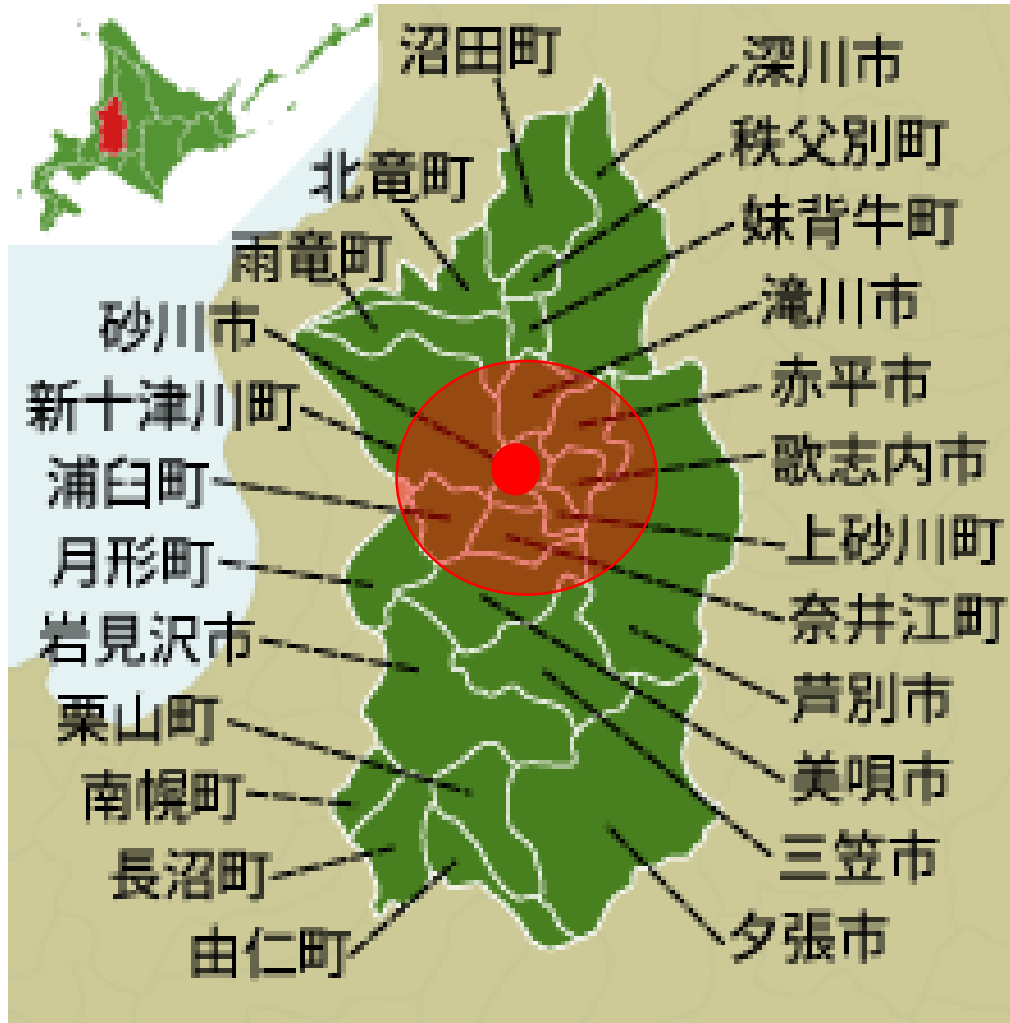 沼田町
深川市
秩父別町
北竜町
妹背牛町
雨竜町
滝川市
砂川市
赤平市
新十津川町
歌志内市
浦臼町
上砂川町
月形町
奈井江町
岩見沢市
芦別市
栗山町
美唄市
南幌町
三笠市
長沼町
夕張市
由仁町